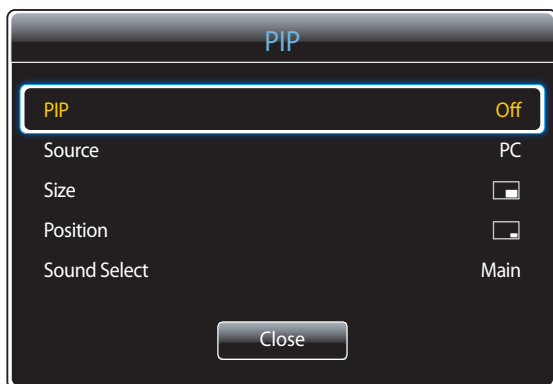 PIP
PIP Off
Source PC
Size
Position
Sound Select Main
Close